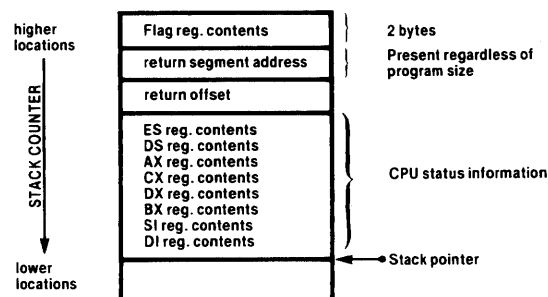 higher
locations
STACK COUNTER
lower
locations
Flag reg. contents
return segment address
return offset
ES reg. contents
DS reg. contents
AX reg. contents
CX reg. contents
DX reg. contents
BX reg. contents
SI reg. contents
DI reg. contents
2 bytes
Present regardless of
program size
CPU status information
Stack pointer